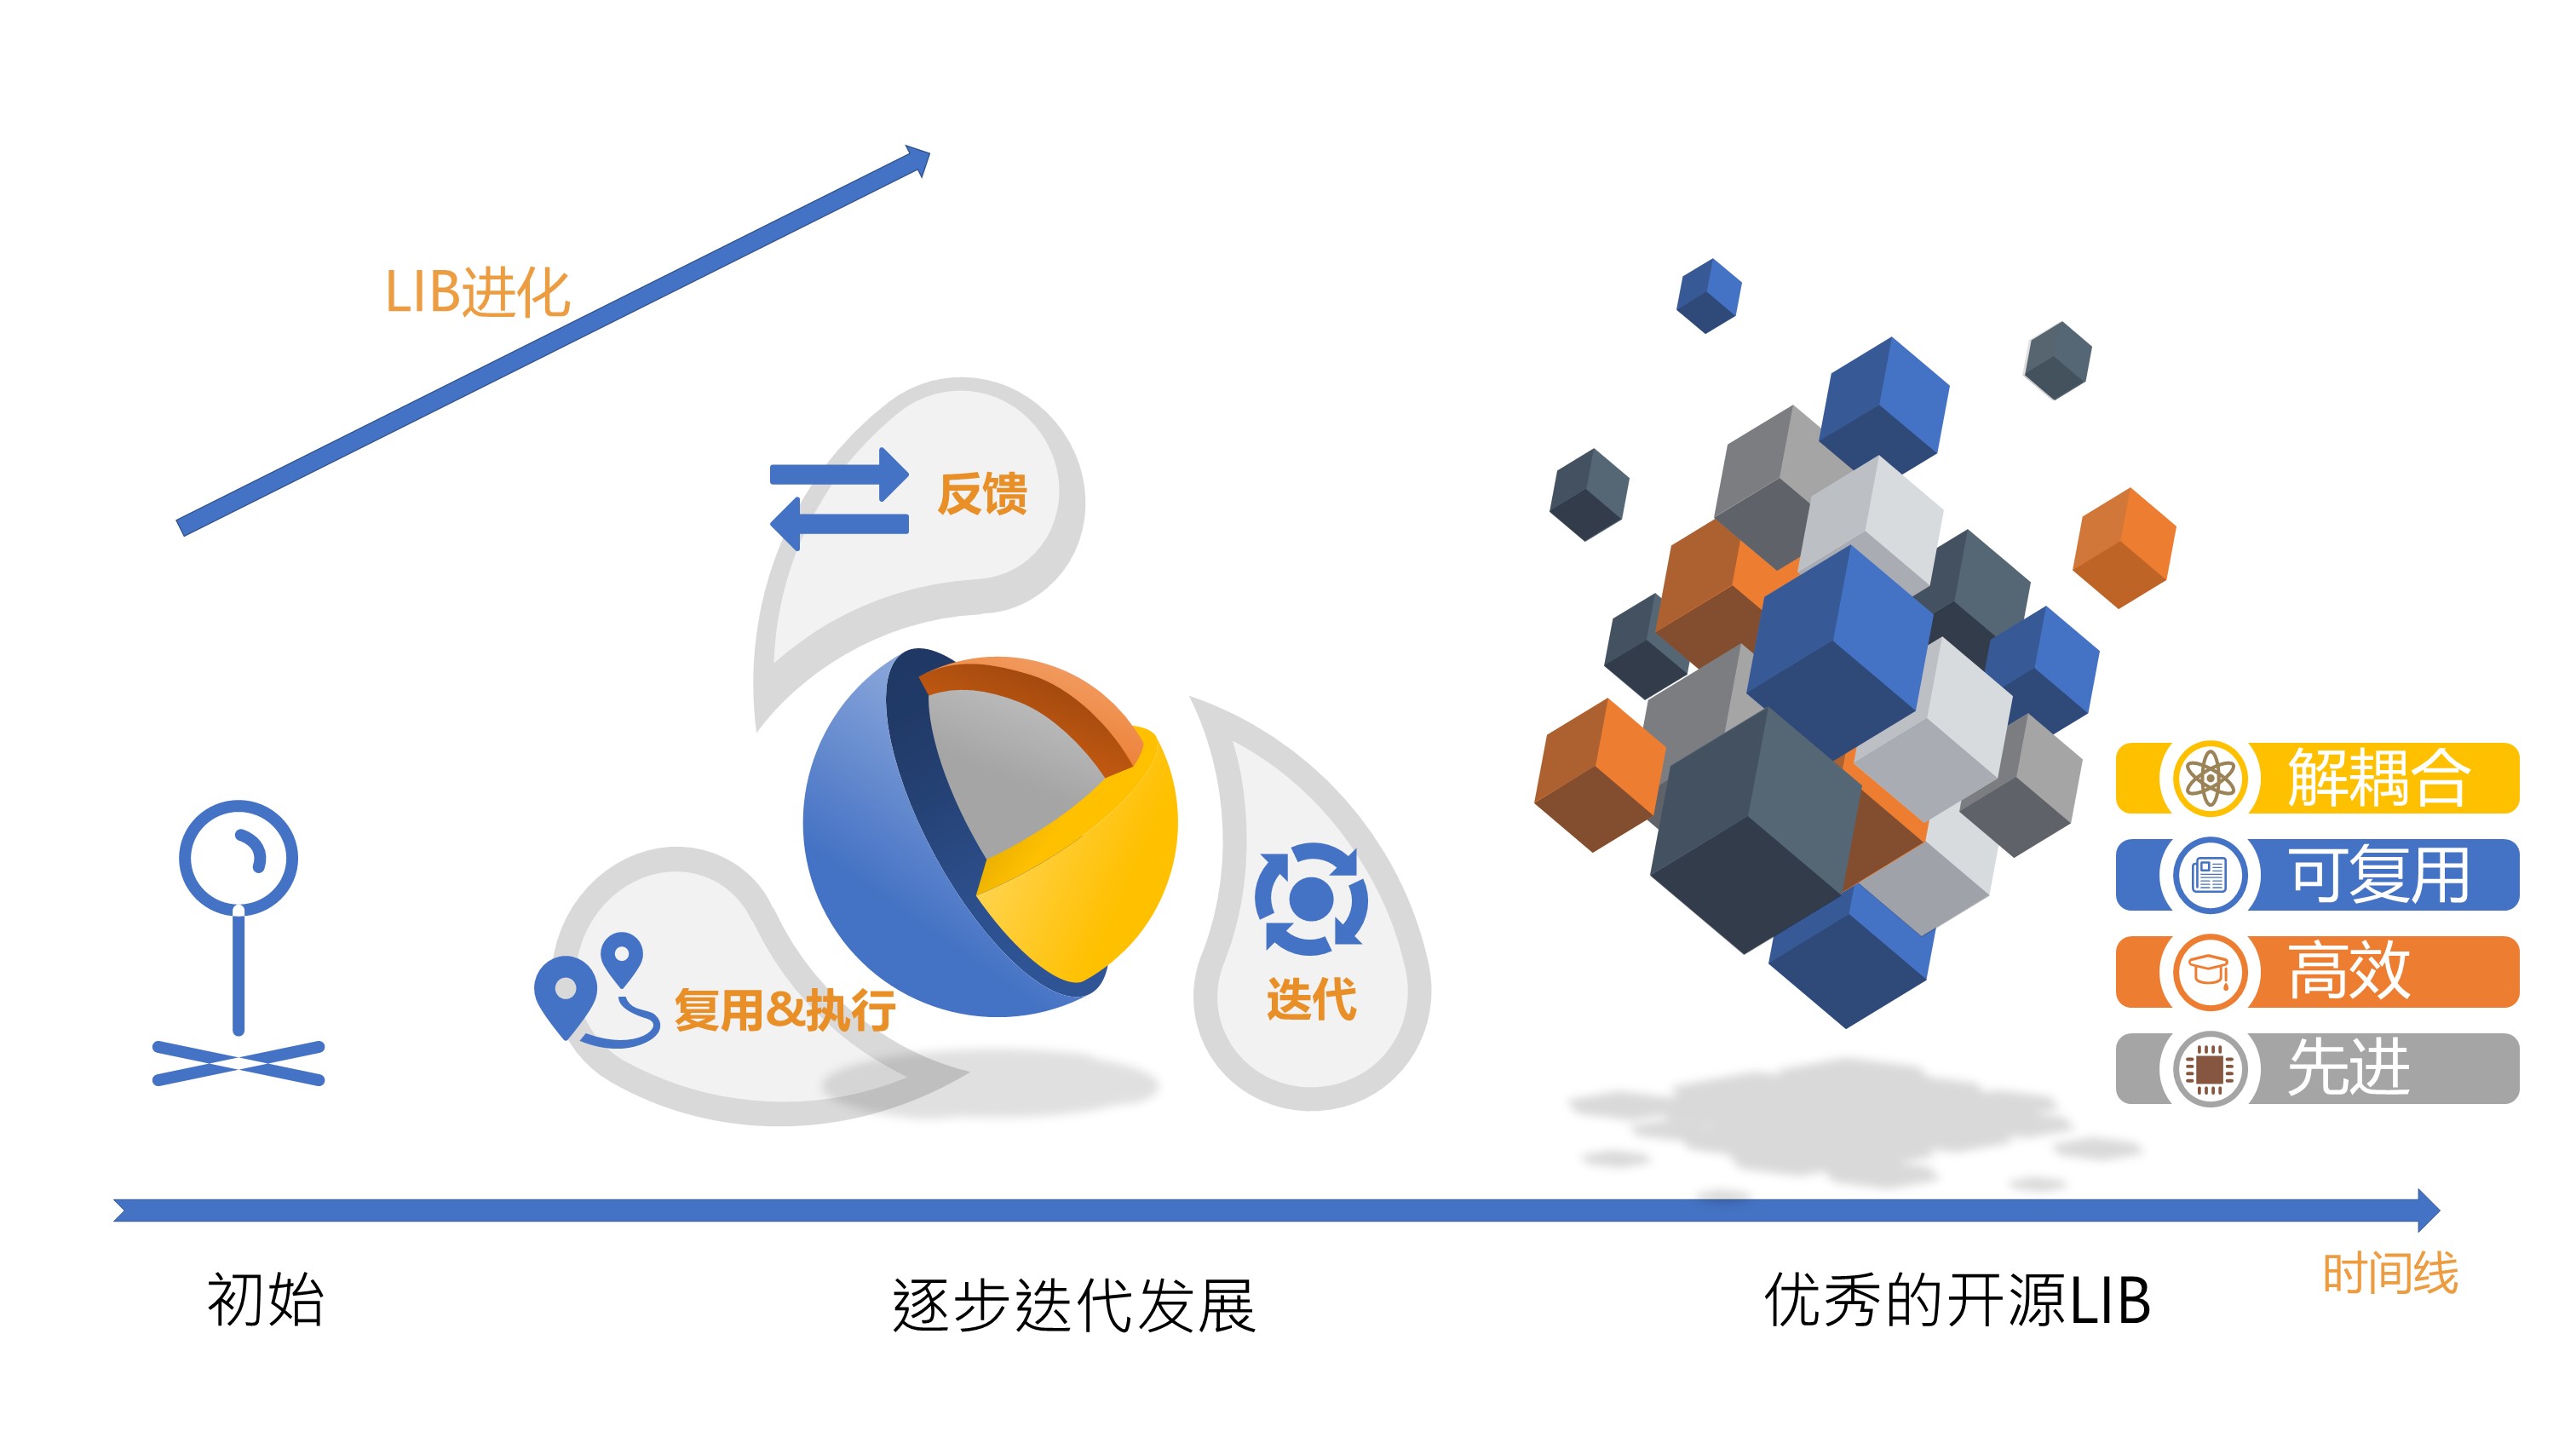 LIB进化
反馈
复用&执行
迭代
解耦合
可复用
高效
先进
初始
逐步迭代发展
优秀的开源LIB
时间线